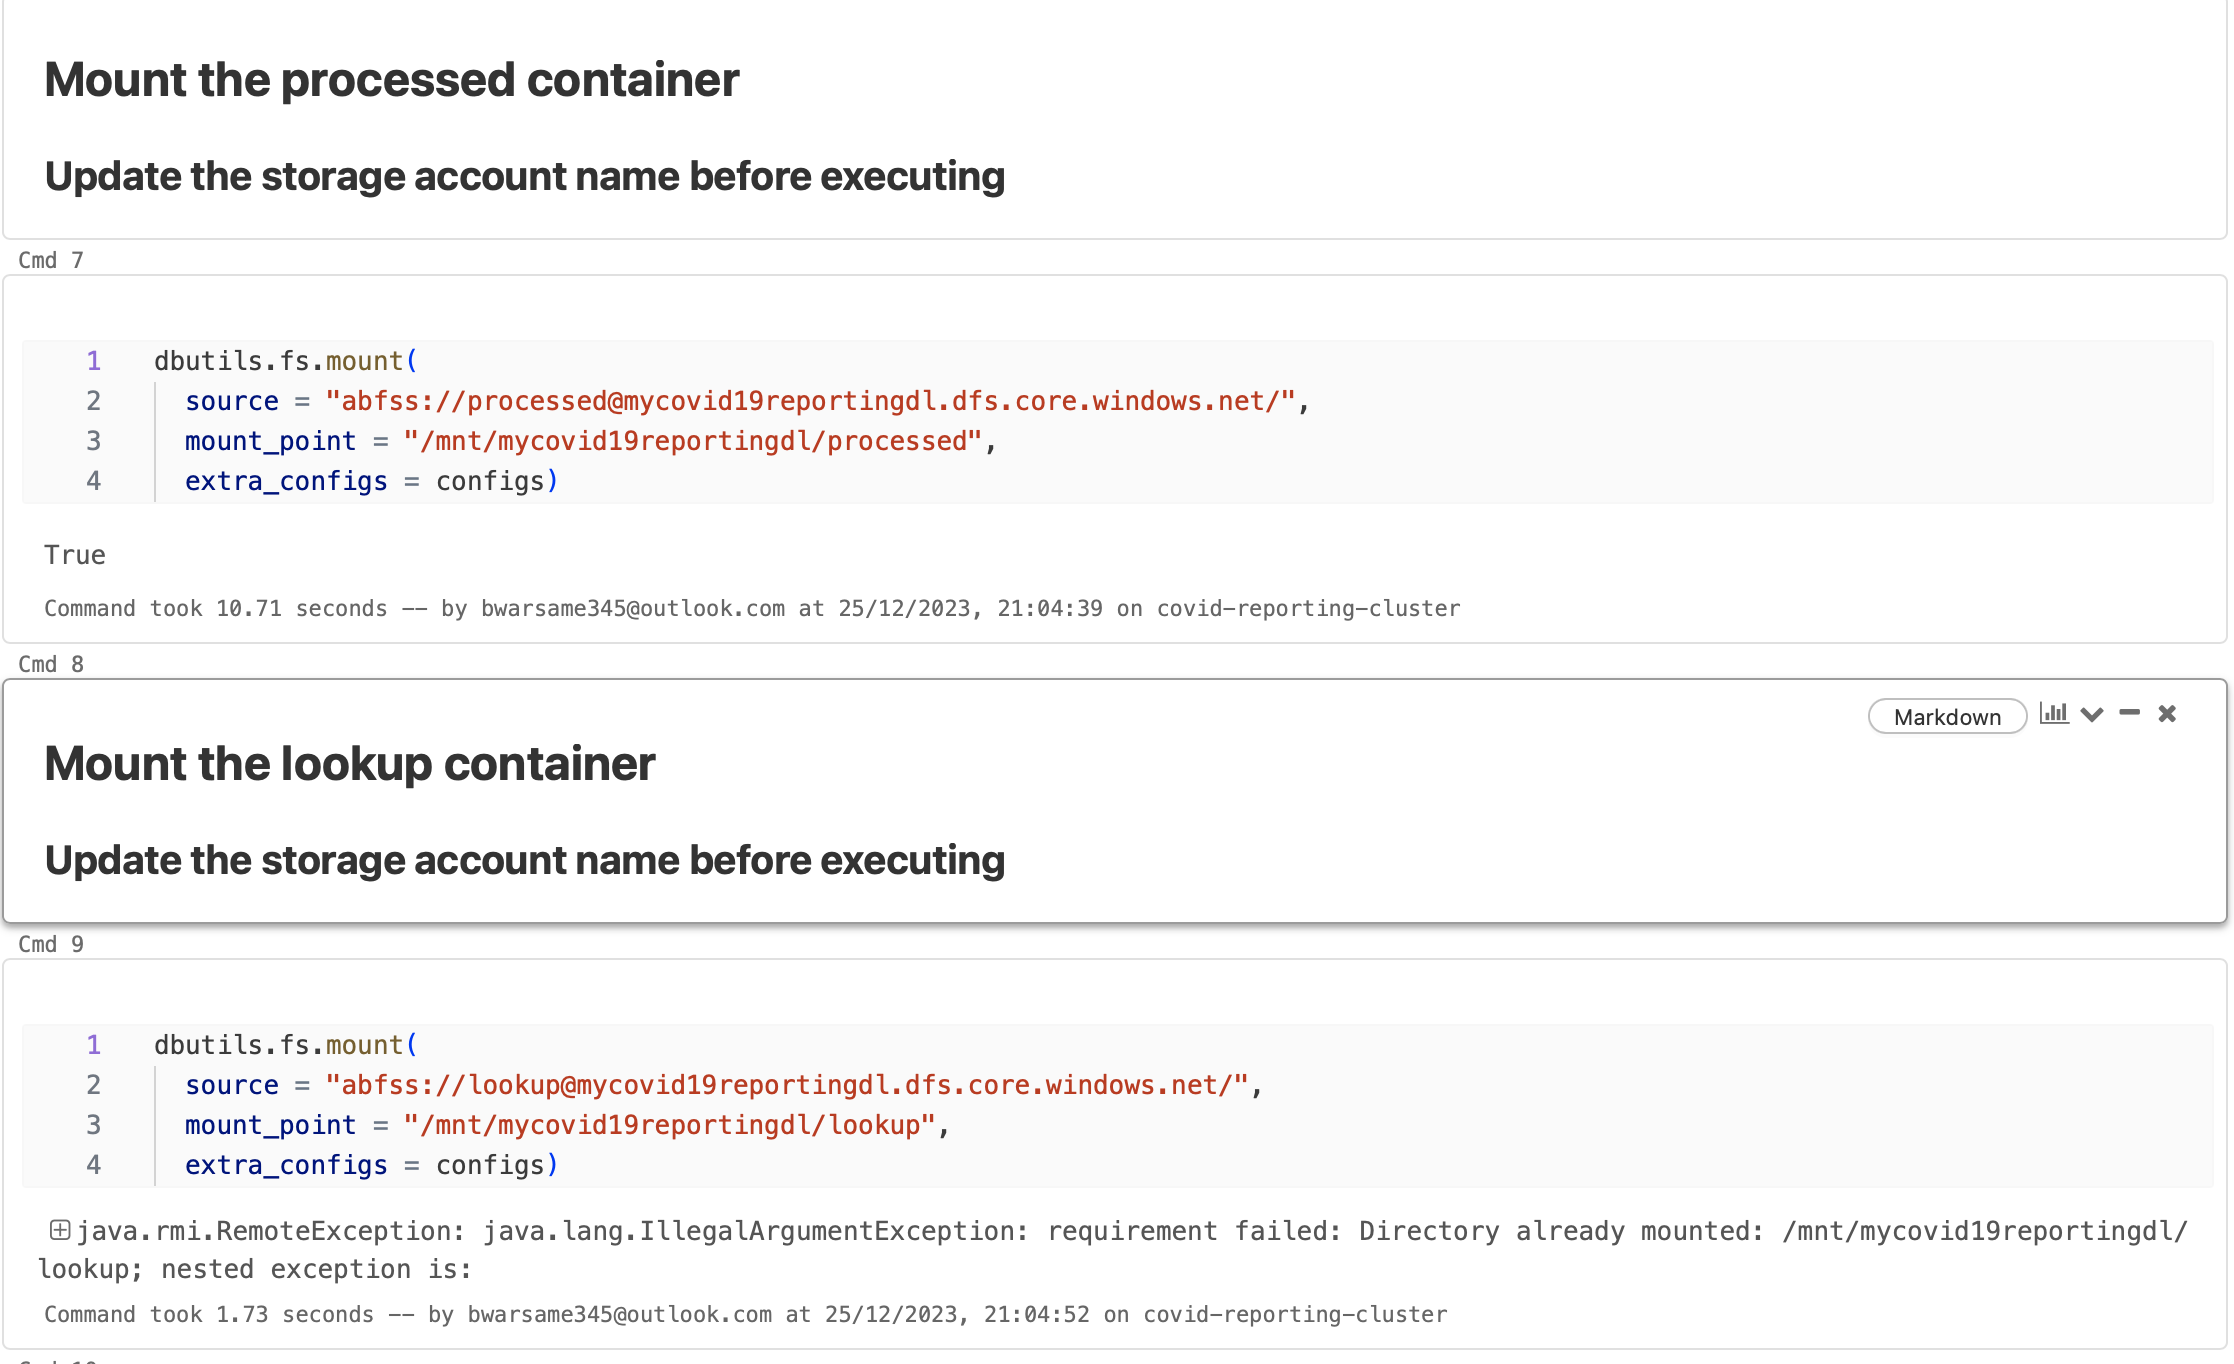 Mount the processed container
Update the storage account name before executing
Cmd 7
1 dbutils.fs.mount(
2 source = "abfss://processed@mycovid19reportingdl.dfs.core.windows.net/",
3 mount_point = "/mnt/mycovid19reportingdl/processed",
4 extra_configs = configs)
True
Command took 10.71 seconds -- by bwarsame345@outlook.com at 25/12/2023, 21:04:39 on covid-reporting-cluster
Cmd 8
Markdown
Mount the lookup container
Update the storage account name before executing
Cmd 9
1 dbutils.fs.mount(
2 source = "abfss://lookup@mycovid19reportingdl.dfs.core.windows.net/",
3 mount_point = "/mnt/mycovid19reportingdl/lookup",
4 extra_configs = configs)
java.rmi.RemoteException: java.lang.IllegalArgumentException: requirement failed: Directory already mounted: /mnt/mycovid19reportingdl/
lookup; nested exception is:
Command took 1.73 seconds -- by bwarsame345@outlook.com at 25/12/2023, 21:04:52 on covid-reporting-cluster